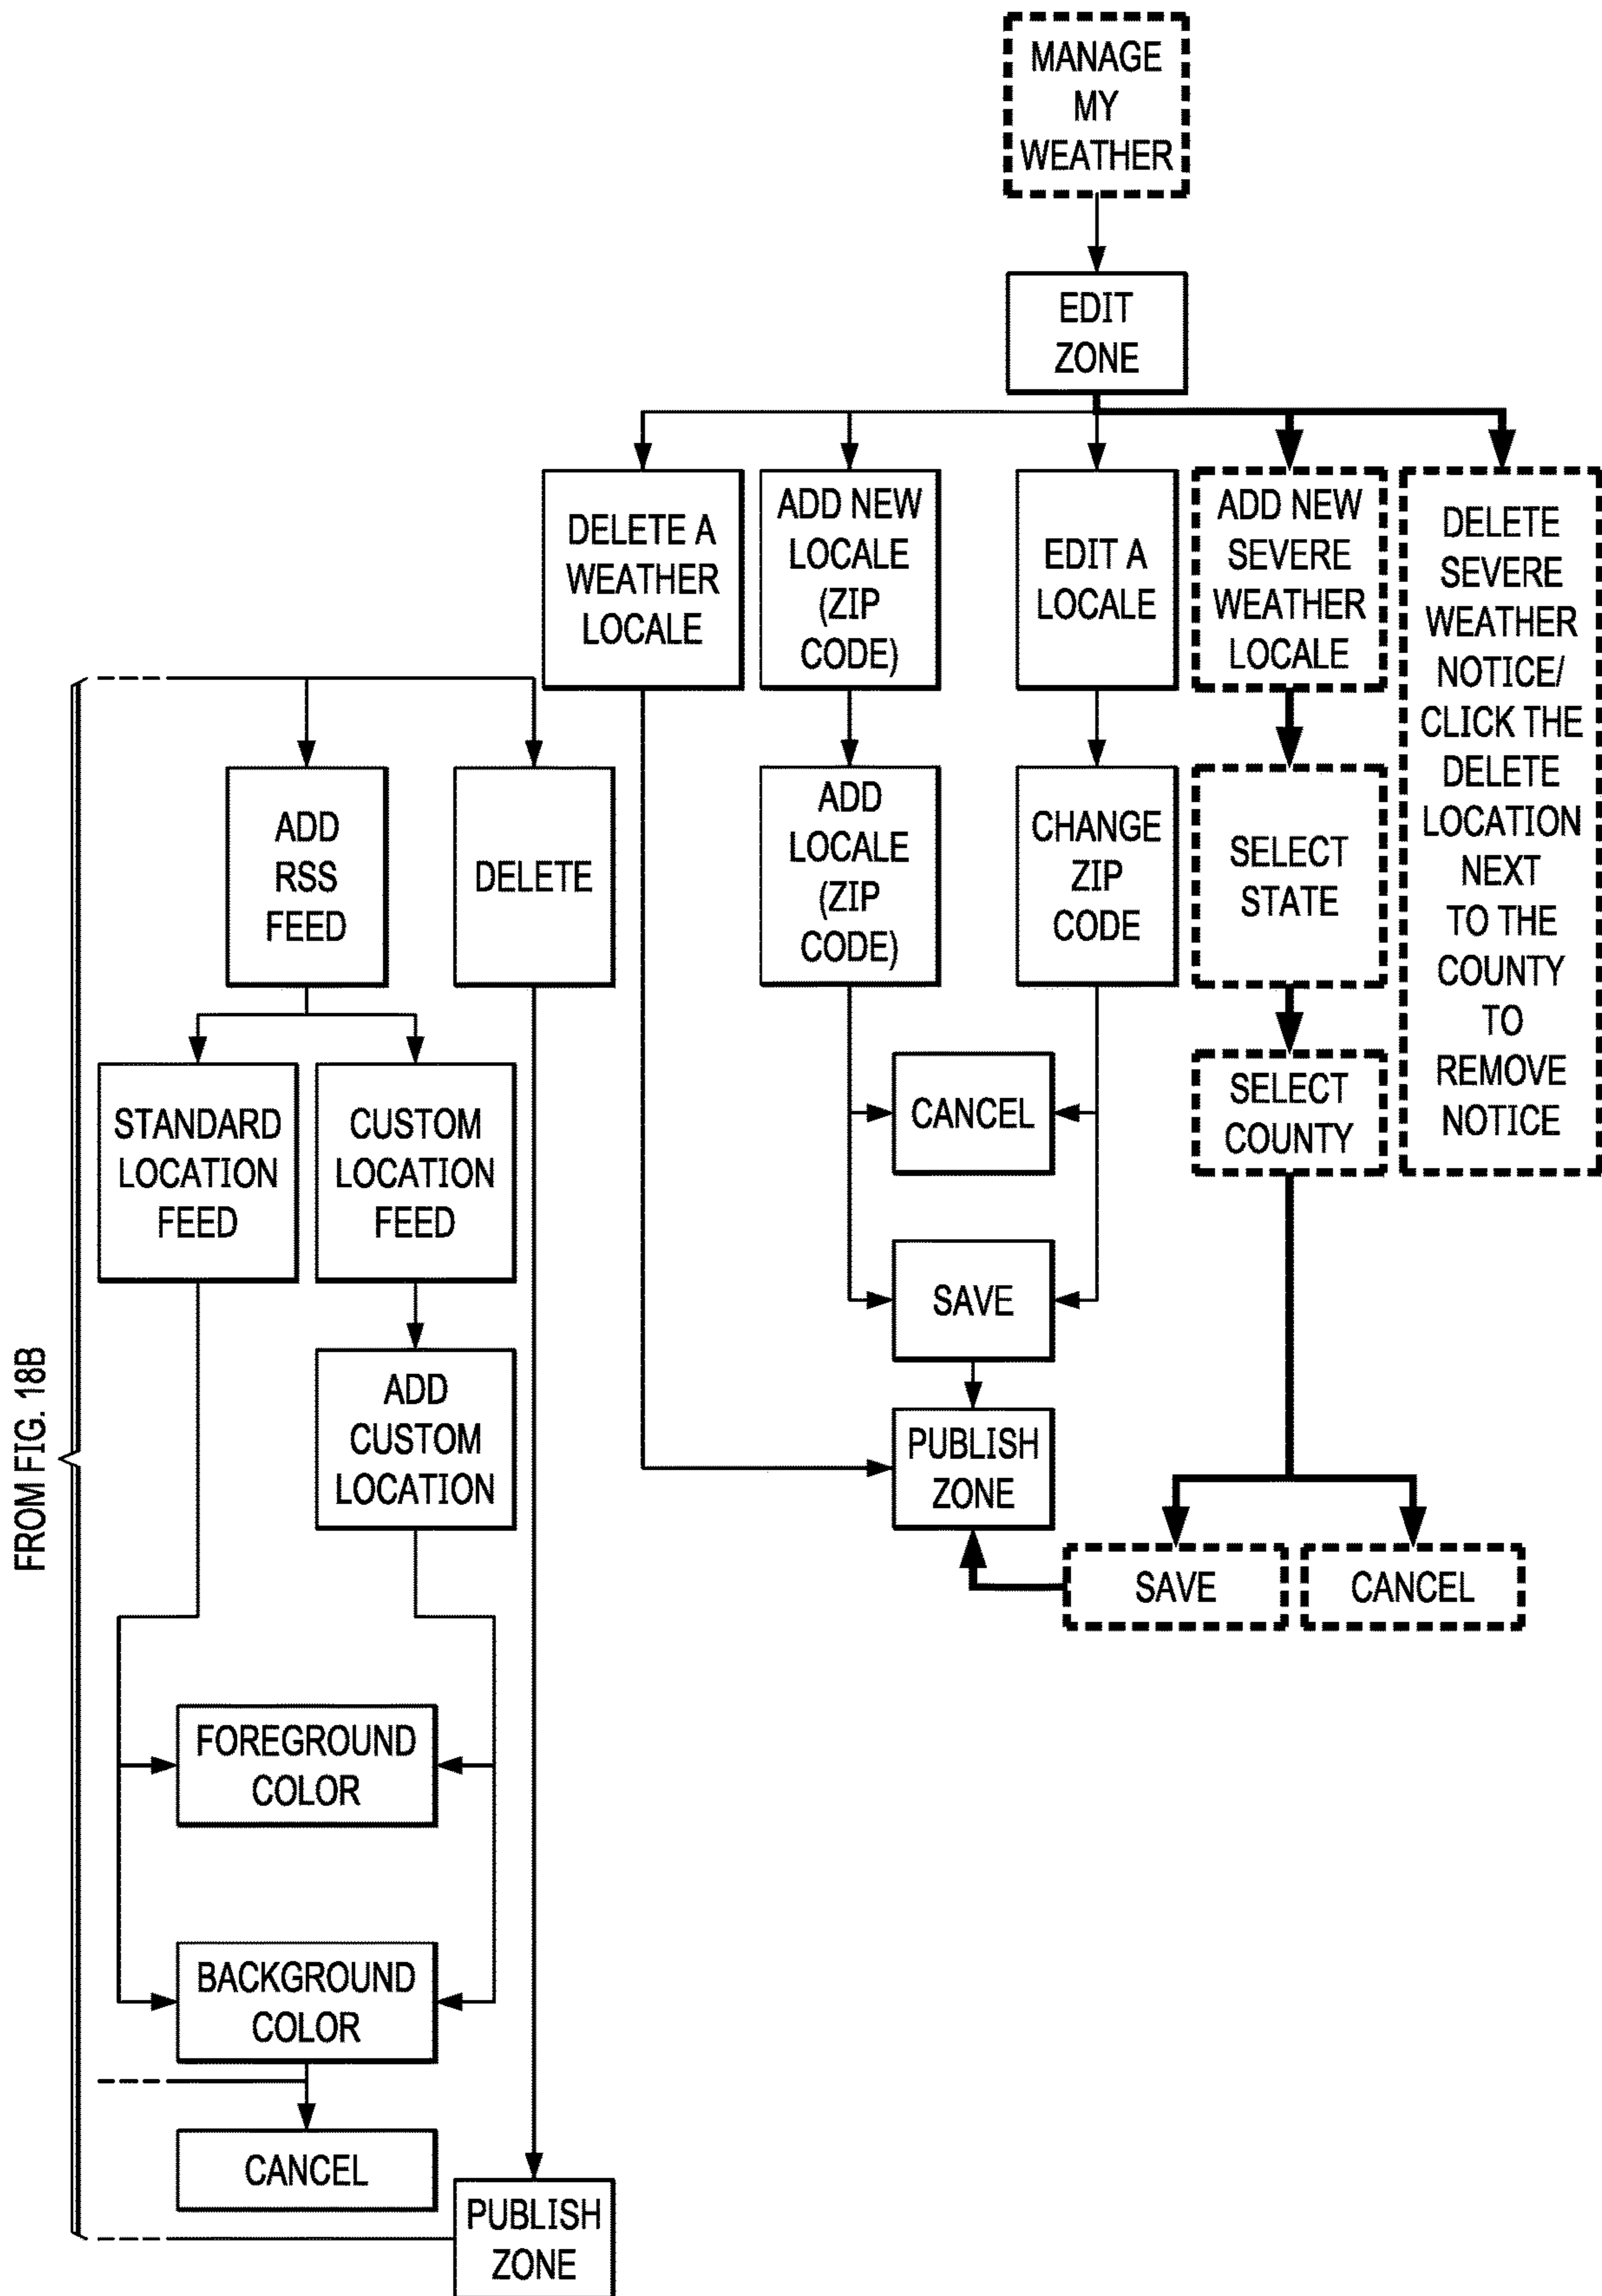 MANAGE
MY
WEATHER
EDIT
ZONE
DELETE A
WEATHER
LOCALE
ADD NEW
LOCALE
(ZIP
CODE)
EDIT A
LOCALE
ADD NEW
SEVERE
WEATHER
LOCALE
DELETE
SEVERE
WEATHER
NOTICE/
CLICK THE
DELETE
LOCATION
NEXT
TO THE
COUNTY
TO
REMOVE
NOTICE
ADD
RSS
FEED
DELETE
ADD
LOCALE
(ZIP
CODE)
CHANGE
ZIP
CODE
SELECT
STATE
STANDARD
LOCATION
FEED
CUSTOM
LOCATION
FEED
CANCEL
SELECT
COUNTY
SAVE
ADD
CUSTOM
LOCATION
PUBLISH
ZONE
SAVE
CANCEL
FROM FIG. 18B
FOREGROUND
COLOR
BACKGROUND
COLOR
CANCEL
PUBLISH
ZONE